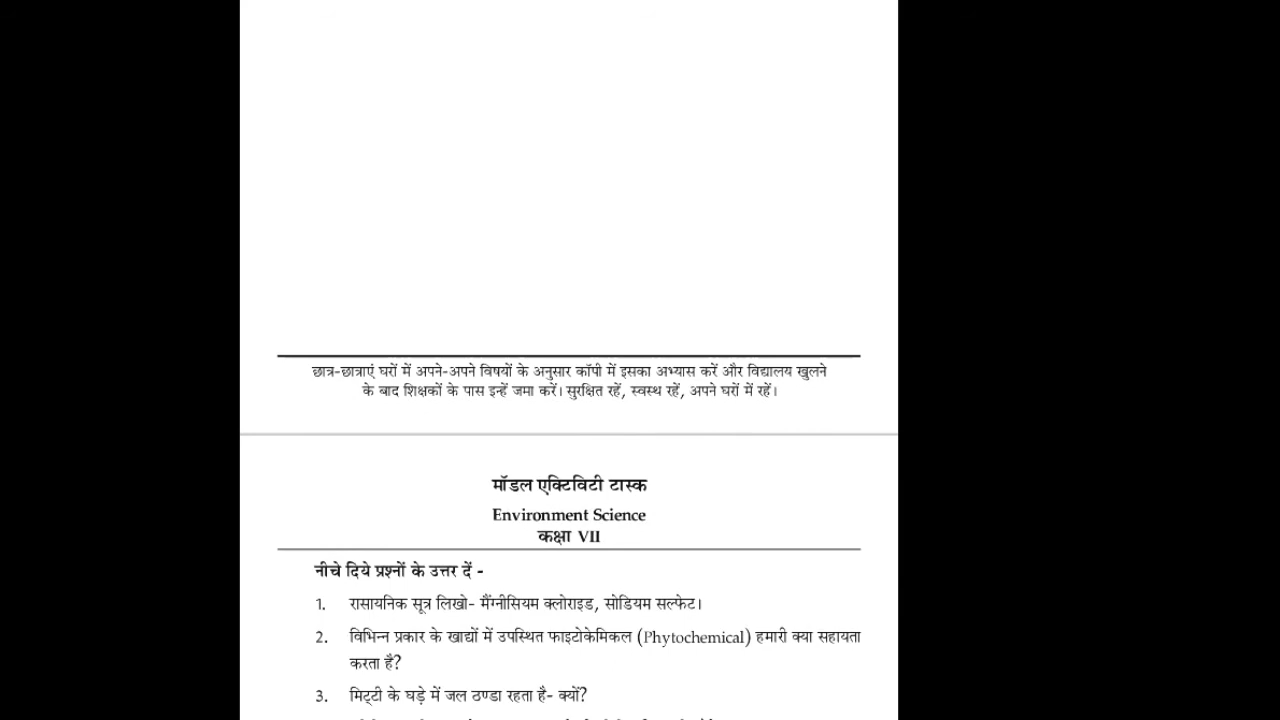 छात्र-छात्राएं घरों में अपने-अपने विषयों के अनुसार कॉपी में इसका अभ्यास करें और विद्यालय खुलने
के बाद शिक्षकों के पास इन्हें जमा करें। सुरक्षित रहें, स्वस्थ रहें, अपने घरों में रहें।
मॉडल एक्टिविटी टास्क
Environment Science
कक्षा VII
नीचे दिये प्रश्नों के उत्तर दें -
1. रासायनिक सूत्र लिखो- मैंग्नीसियम क्लोराइड, सोडियम सल्फेट।
2. विभिन्न प्रकार के खाद्यों में उपस्थित फाइटोकेमिकल (Phytochemical) हमारी क्या सहायता
करता है?
3. मिट्टी के घड़े में जल ठण्डा रहता है- क्यों?